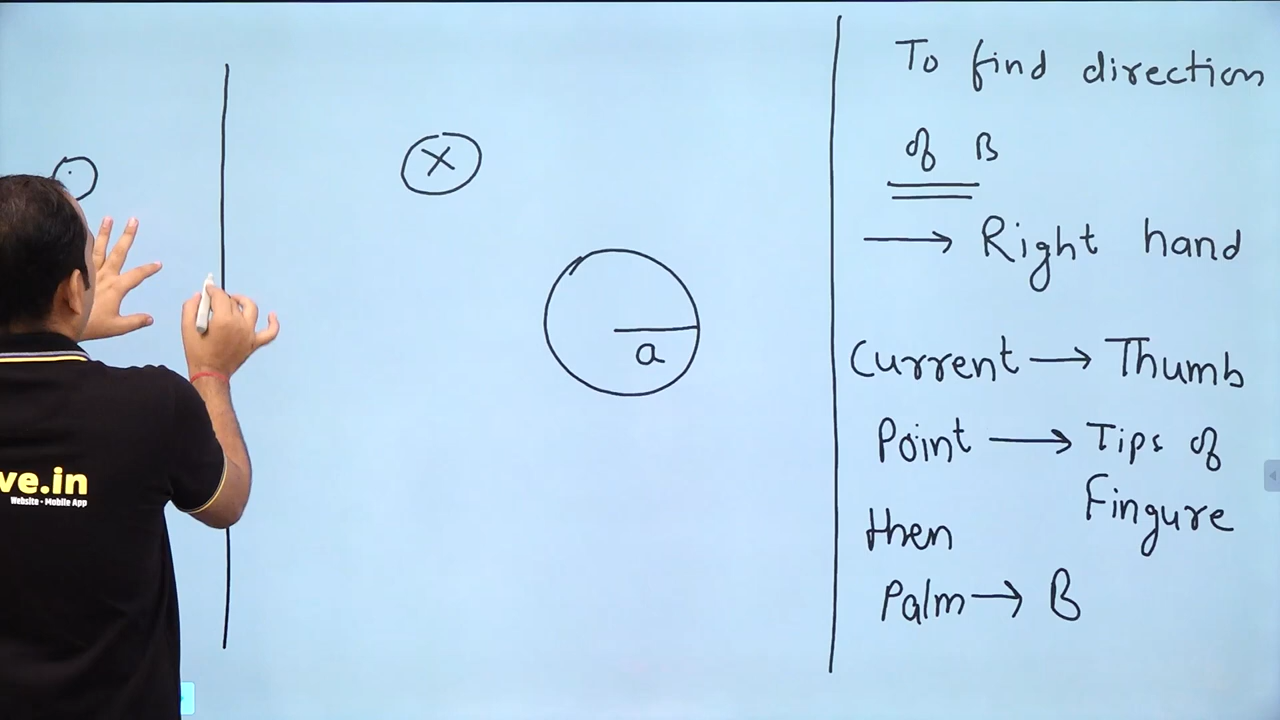 ve.in
Website • Mobile App
a
To find direction
of B
→ Right hand
Current → Thumb
Point → Tips of
Fingure
then
Palm → B